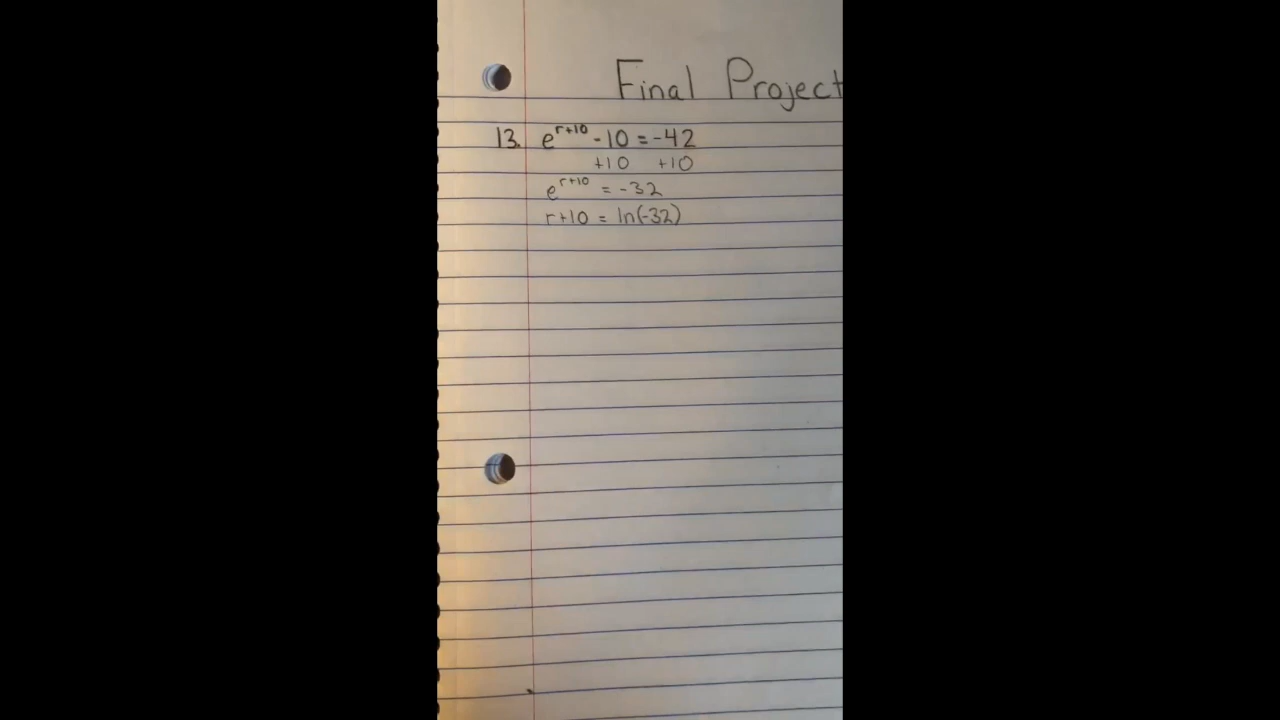 Final Project
13. e^{r+10} - 10 = -42
+10 +10
e^{r+10} = -32
r+10 = ln(-32)